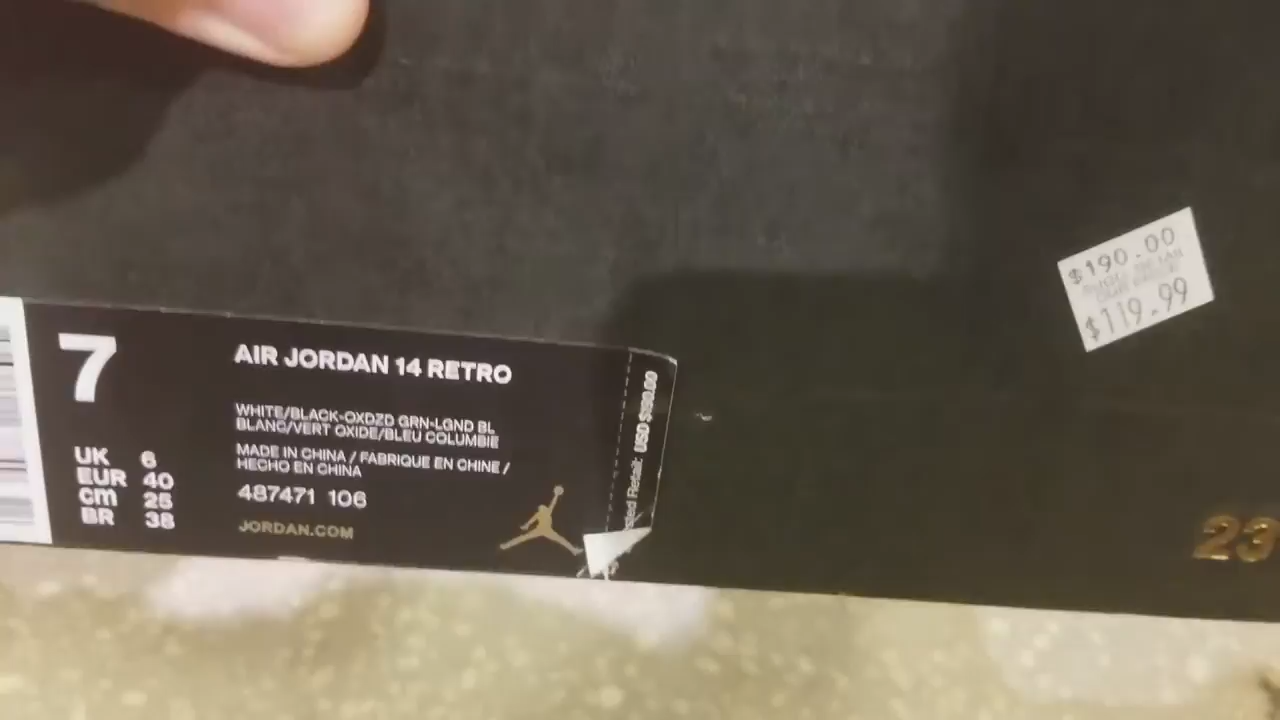 7
UK 6
EUR 40
cm 25
BR 38
AIR JORDAN 14 RETRO
WHITE/BLACK-OXDZD GRN-LGND BL
BLANC/VERT OXIDE/BLEU COLUMBIE
MADE IN CHINA / FABRIQUE EN CHINE /
HECHO EN CHINA
487471 106
JORDAN.COM
Retail: USD
$190.00
$119.99
23